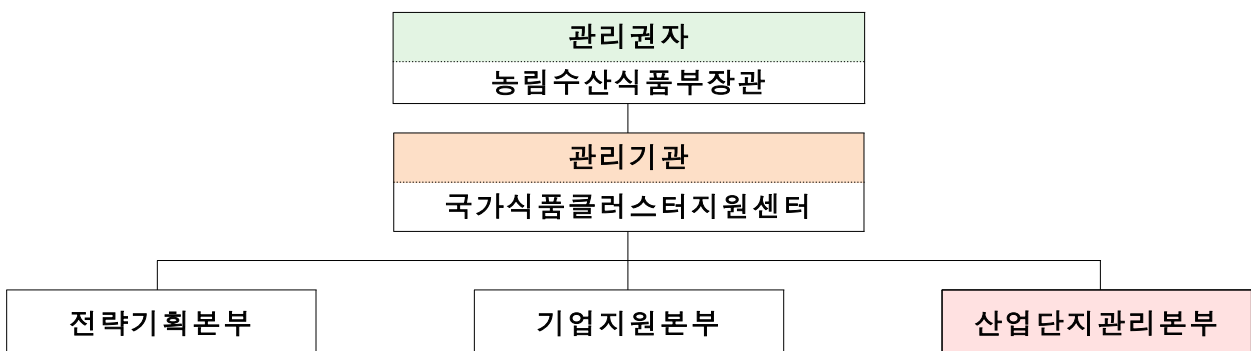 관리권자
농림수산식품부장관
관리기관
국가식품클러스터지원센터
전략기획본부
기업지원본부
산업단지관리본부